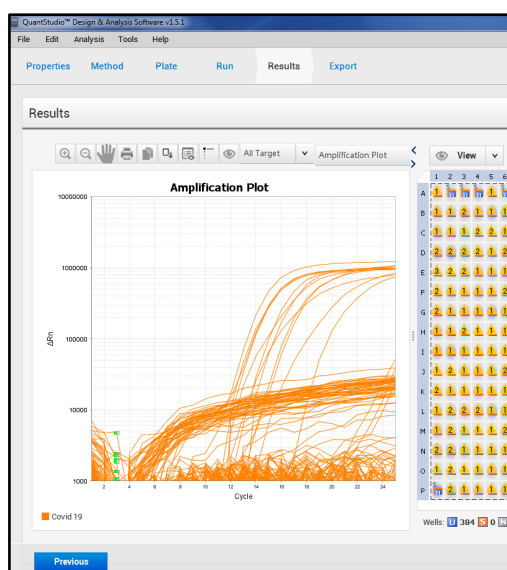 QuantStudio™ Design & Analysis Software v1.5.1
File Edit Analysis Tools Help
Properties Method Plate Run Results Export
Results
All Target Amplification Plot View
Amplification Plot
10000000
1000000
100000
10000
1000
ΔRn
2 4 6 8 10 12 14 16 18 20 22 24
Cycle
Covid 19
1 2 3 4 5 6
A
B
C
D
E
F
G
H
I
J
K
L
M
N
O
P
Wells: U 384 S 0 N
Previous